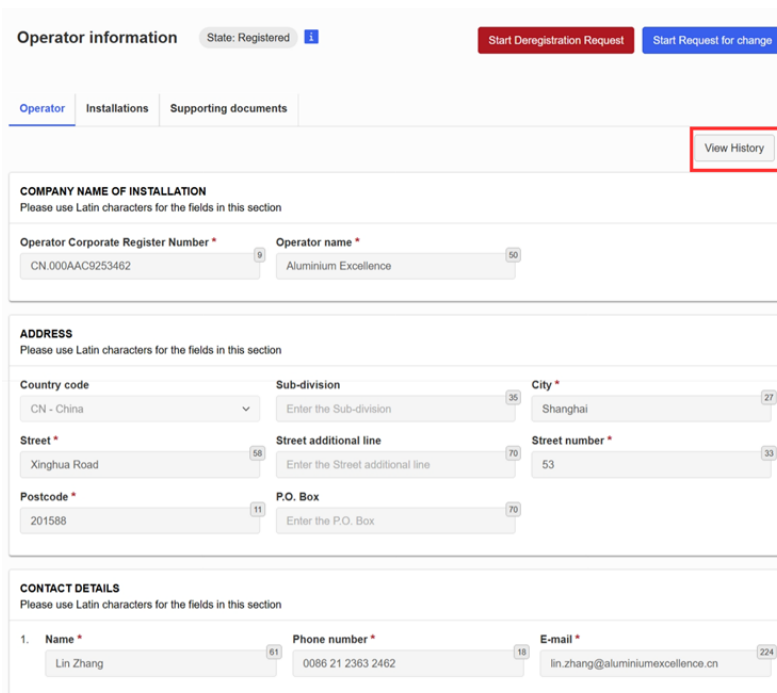 Operator information State: Registered i Start Deregistration Request Start Request for change
Operator Installations Supporting documents
View History
COMPANY NAME OF INSTALLATION
Please use Latin characters for the fields in this section
Operator Corporate Register Number * Operator name *
CN.000AAC9253462 9 Aluminium Excellence 50
ADDRESS
Please use Latin characters for the fields in this section
Country code Sub-division City *
CN - China Enter the Sub-division 35 Shanghai 27
Street * Street additional line Street number *
Xinghua Road 58 Enter the Street additional line 70 53 33
Postcode * P.O. Box
201588 11 Enter the P.O. Box 70
CONTACT DETAILS
Please use Latin characters for the fields in this section
1. Name * Phone number * E-mail *
Lin Zhang 61 0086 21 2363 2462 18 lin.zhang@aluminiumexcellence.cn 224